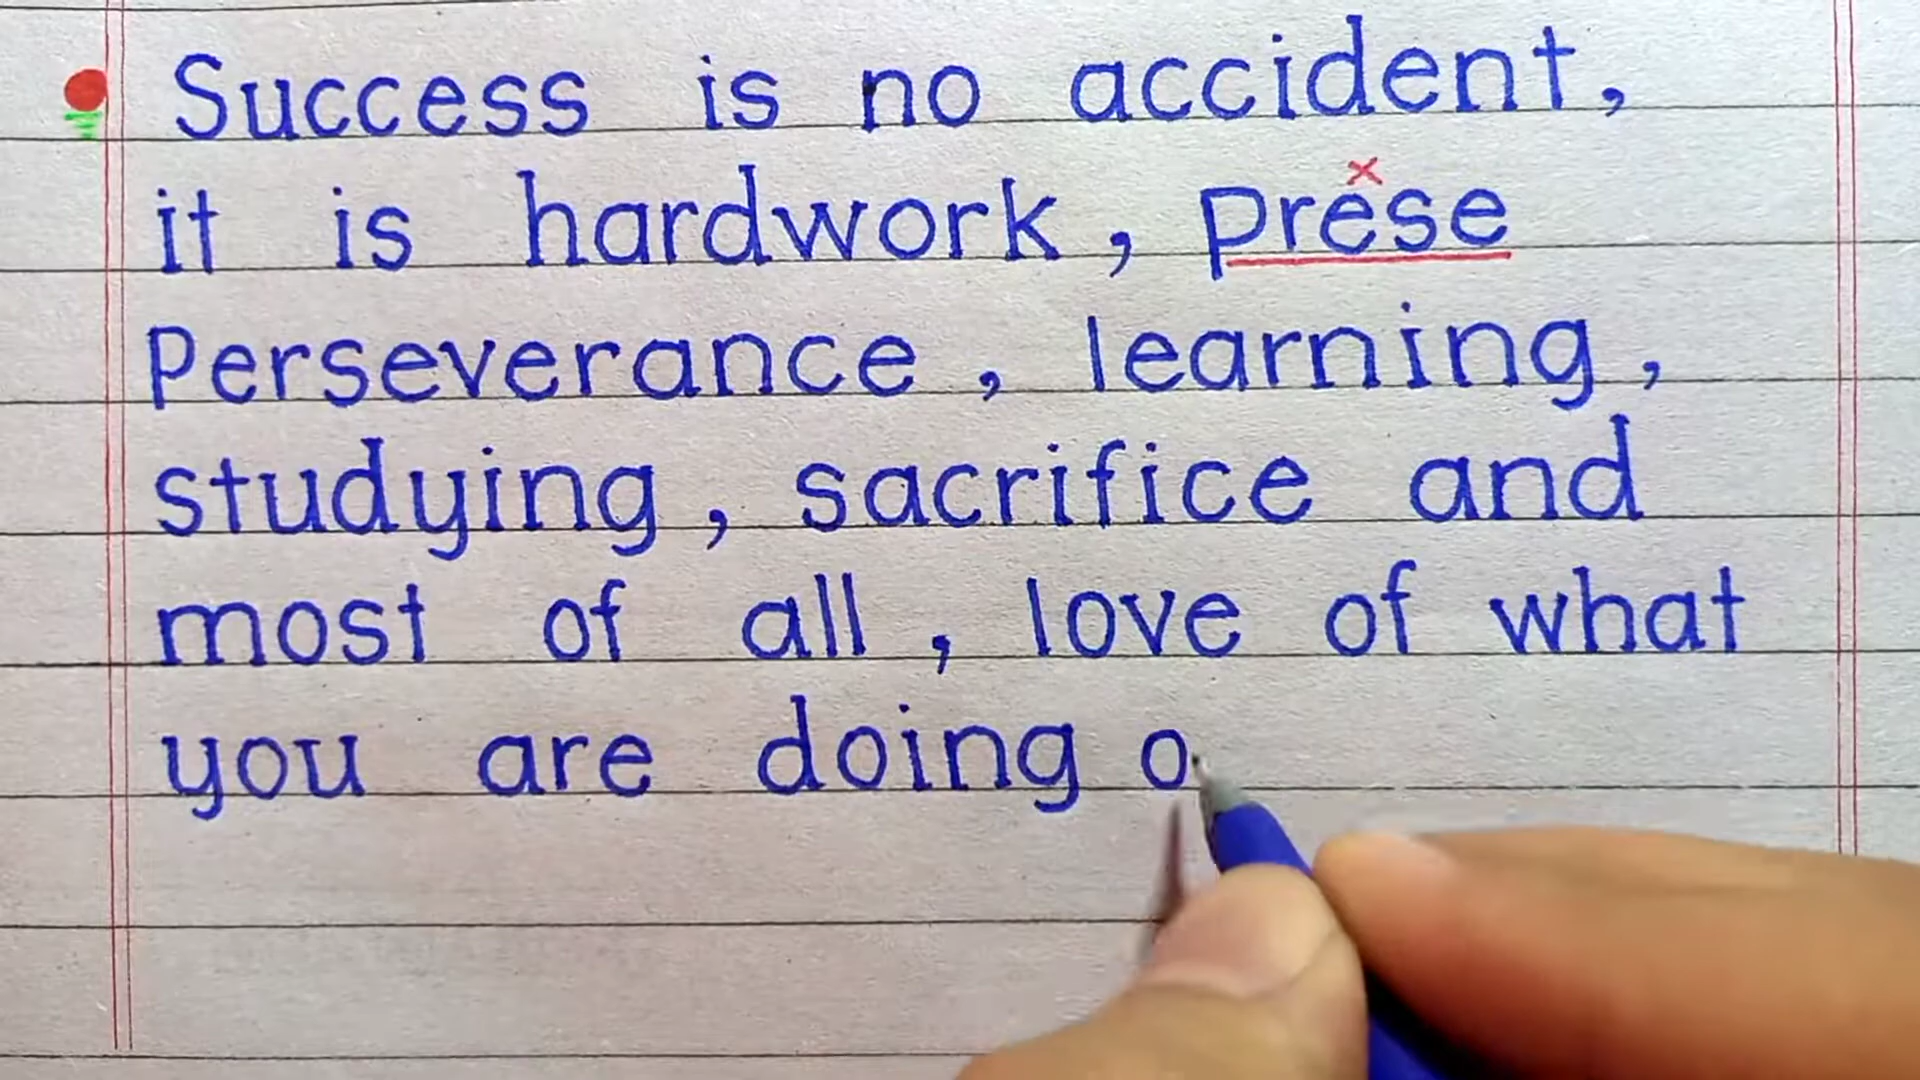 Success is no accident,
it is hardwork, prese
Perseverance, learning,
studying, sacrifice and
most of all, love of what
you are doing o